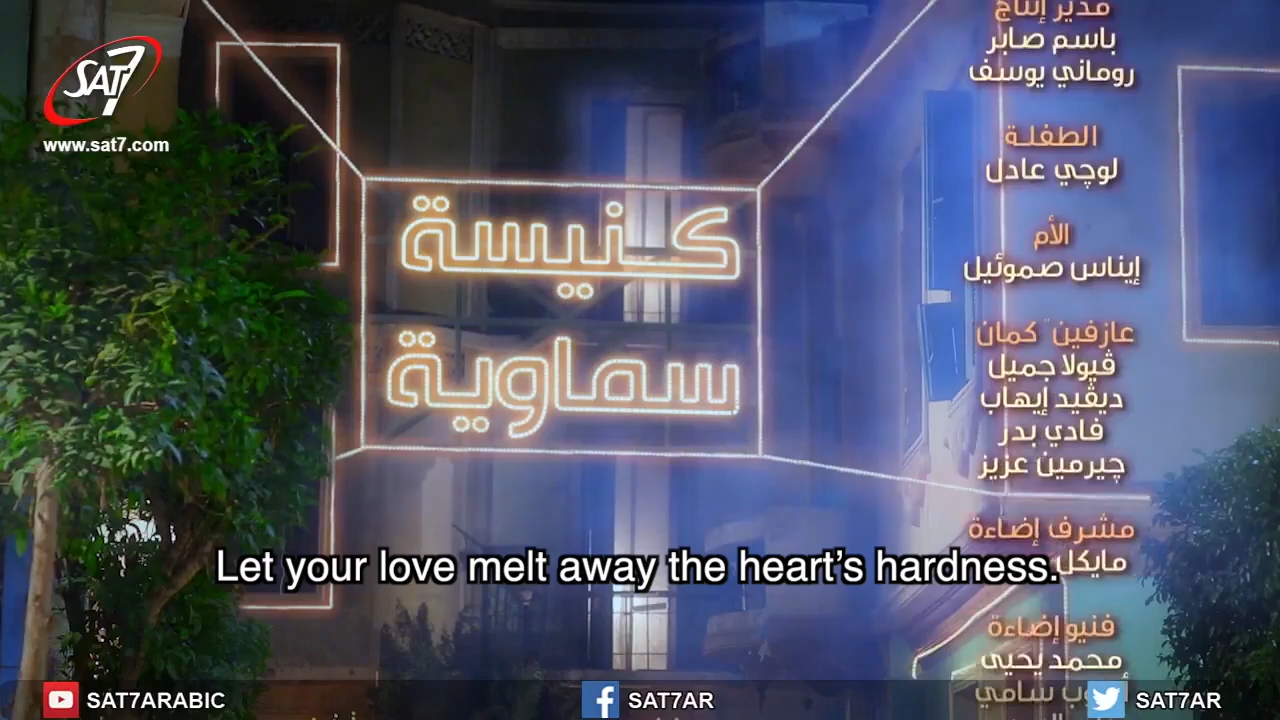 SAT7
www.sat7.com
كنيسة
سماوية
مدير إنتاج
باسم صابر
روماني يوسف
الطفلة
لوچي عادل
الأم
إيناس صموئيل
عازفين كمان
ڤيولا جميل
ديڤيد إيهاب
فادي بدر
چيرمين عزيز
مشرف إضاءة
مايكل
Let your love melt away the heart's hardness.
فنيو إضاءة
محمد يحيى
سامي
SAT7ARABIC
SAT7AR
SAT7AR